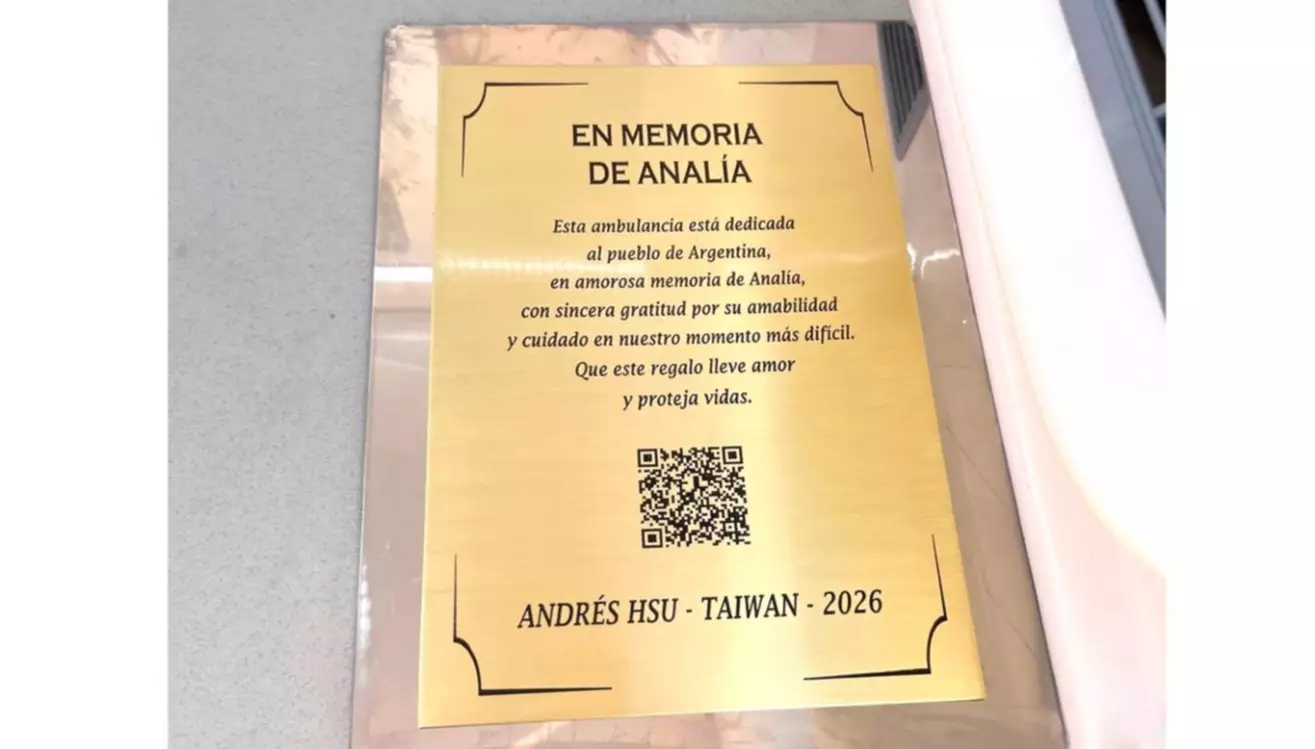 EN MEMORIA
DE ANALÍA
Esta ambulancia está dedicada
al pueblo de Argentina,
en amorosa memoria de Analía,
con sincera gratitud por su amabilidad
y cuidado en nuestro momento más difícil.
Que este regalo lleve amor
y proteja vidas.
ANDRÉS HSU - TAIWAN - 2026